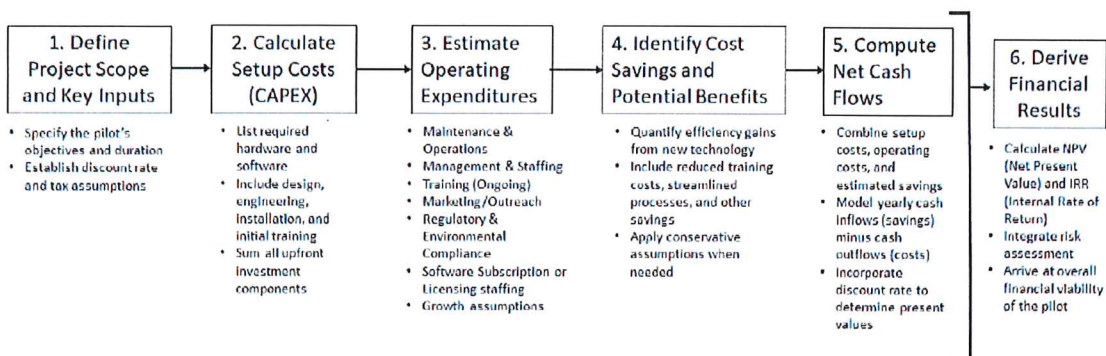 1. Define
Project Scope
and Key Inputs
• Specify the pilot's
objectives and duration
• Establish discount rate
and tax assumptions
2. Calculate
Setup Costs
(CAPEX)
• List required
hardware and
software
• Include design,
engineering,
installation, and
initial training
• Sum all upfront
investment
components
3. Estimate
Operating
Expenditures
• Maintenance &
Operations
• Management & Staffing
• Training (Ongoing)
• Marketing/Outreach
• Regulatory &
Environmental
Compliance
• Software Subscription or
Licensing staffing
• Growth assumptions
4. Identify Cost
Savings and
Potential Benefits
• Quantify efficiency gains
from new technology
• Include reduced training
costs, streamlined
processes, and other
savings
• Apply conservative
assumptions when
needed
5. Compute
Net Cash
Flows
• Combine setup
costs, operating
costs, and
estimated savings
• Model yearly cash
inflows (savings)
minus cash
outflows (costs)
• Incorporate
discount rate to
determine present
values
6. Derive
Financial
Results
• Calculate NPV
(Net Present
Value) and IRR
(Internal Rate of
Return)
• Integrate risk
assessment
• Arrive at overall
financial viability
of the pilot